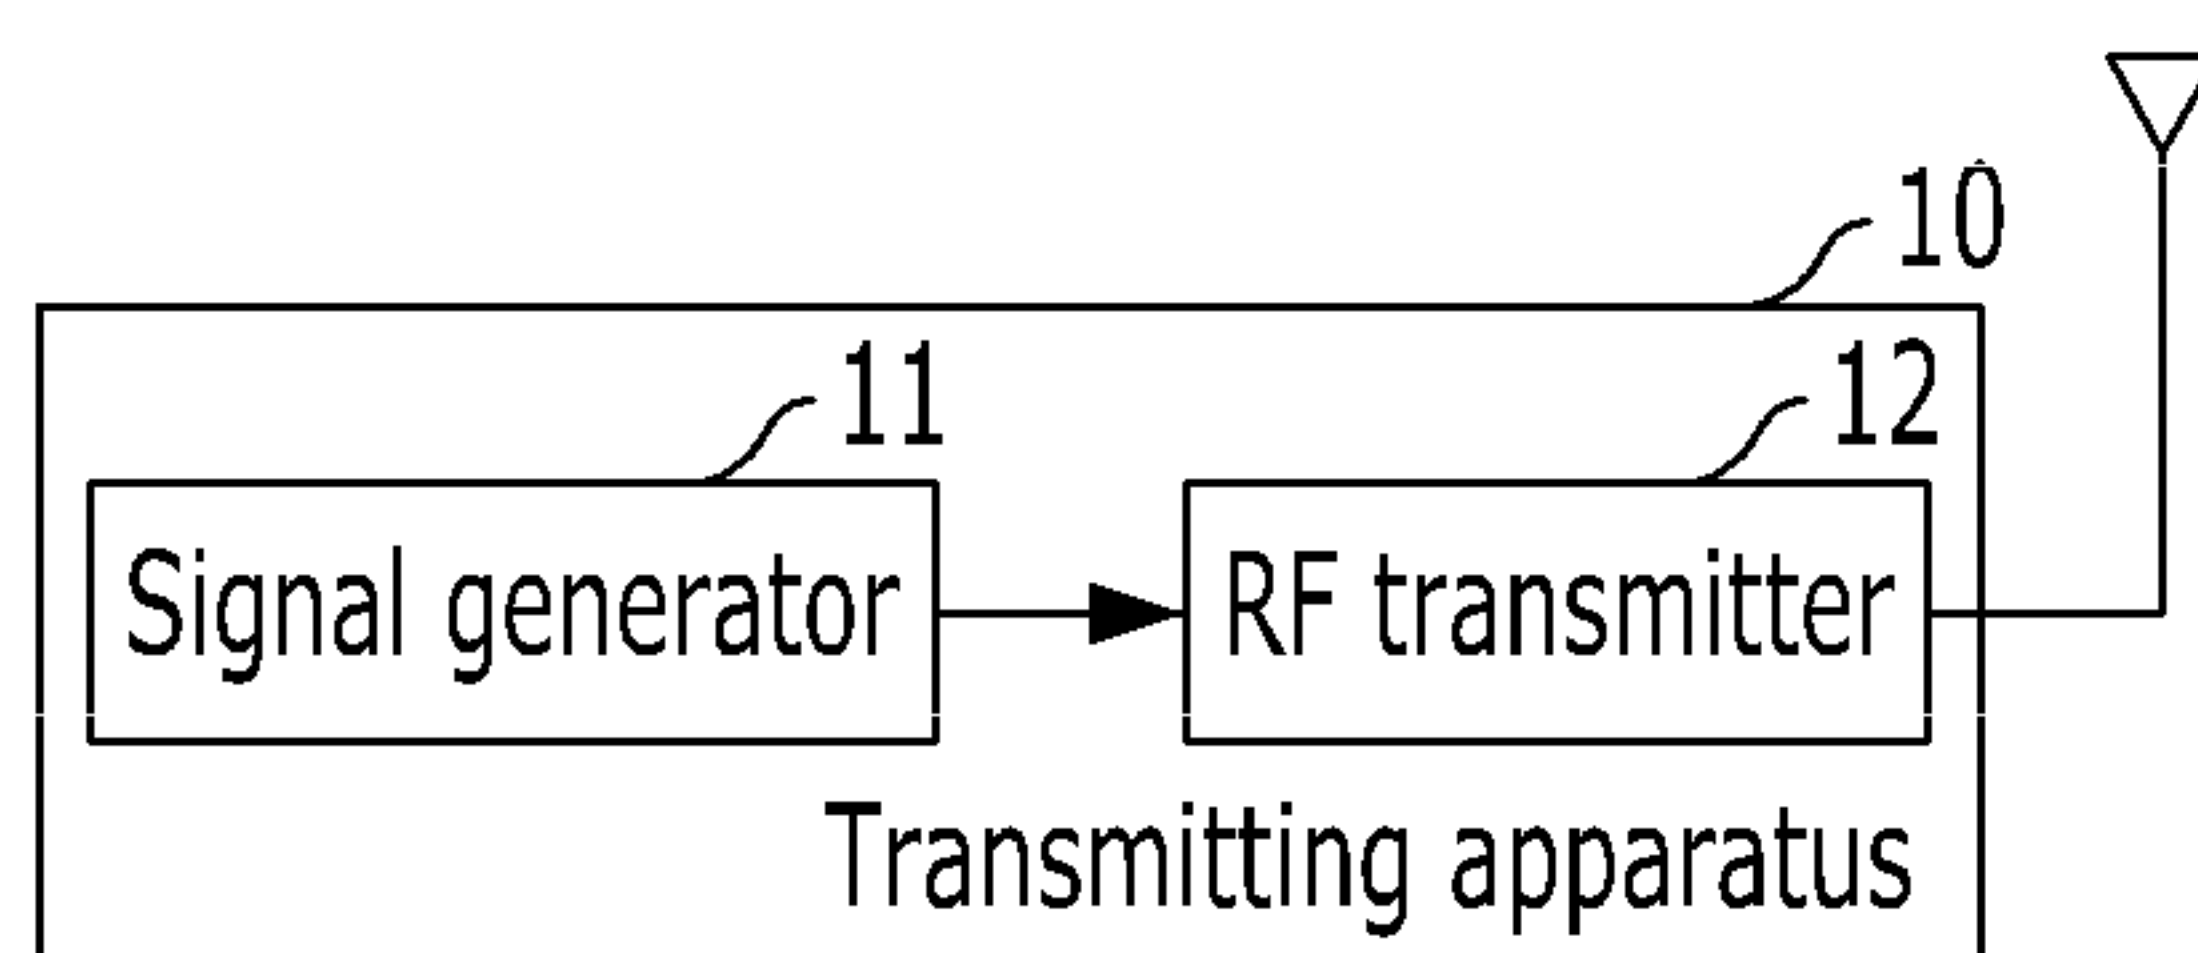 10
11
12
Signal generator
RF transmitter
Transmitting apparatus